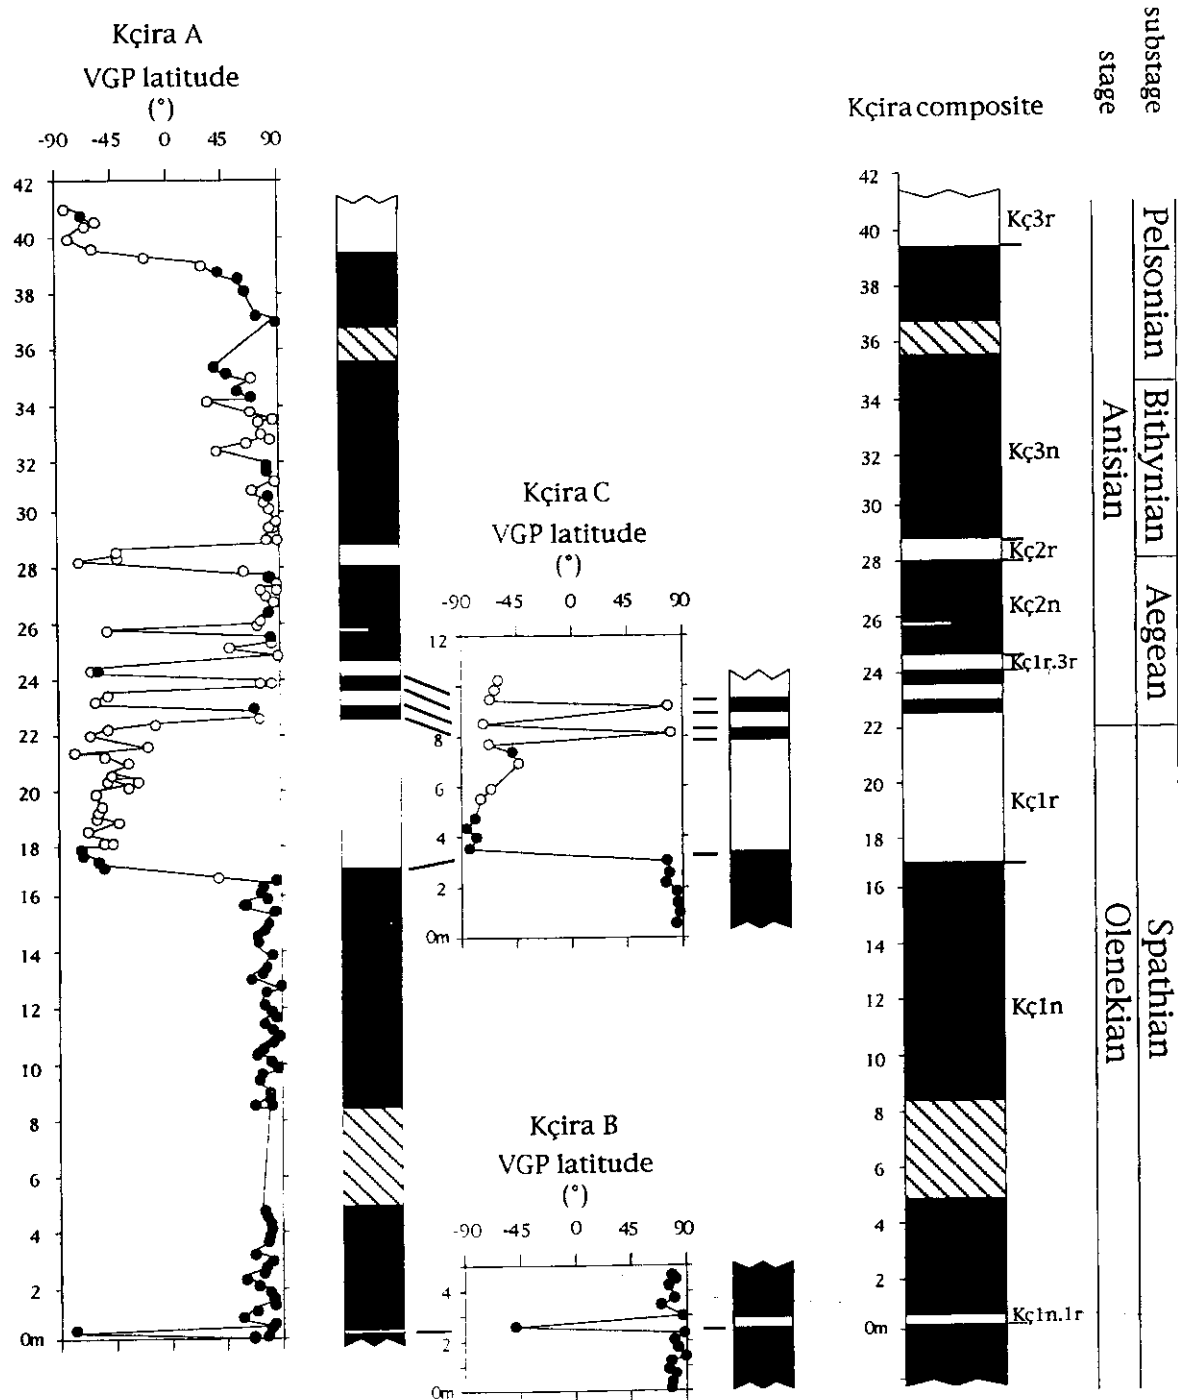 Kçira A
VGP latitude
(°)
-90 -45 0 45 90
42
40
38
36
34
32
30
28
26
24
22
20
18
16
14
12
10
8
6
4
2
0m
Kçira C
VGP latitude
(°)
-90 -45 0 45 90
12
8
6
4
2
0m
Kçira B
VGP latitude
(°)
-90 -45 0 45 90
4
2
0m
Kçira composite
42
40
38
36
34
32
30
28
26
24
22
20
18
16
14
12
10
8
6
4
2
0m
Kç3r
Kç3n
Kç2r
Kç2n
Kç1r.3r
Kç1r
Kç1n
Kç1n.1r
stage
Anisian
Olenekian
substage
Pelsonian
Bithynian
Aegean
Spathian